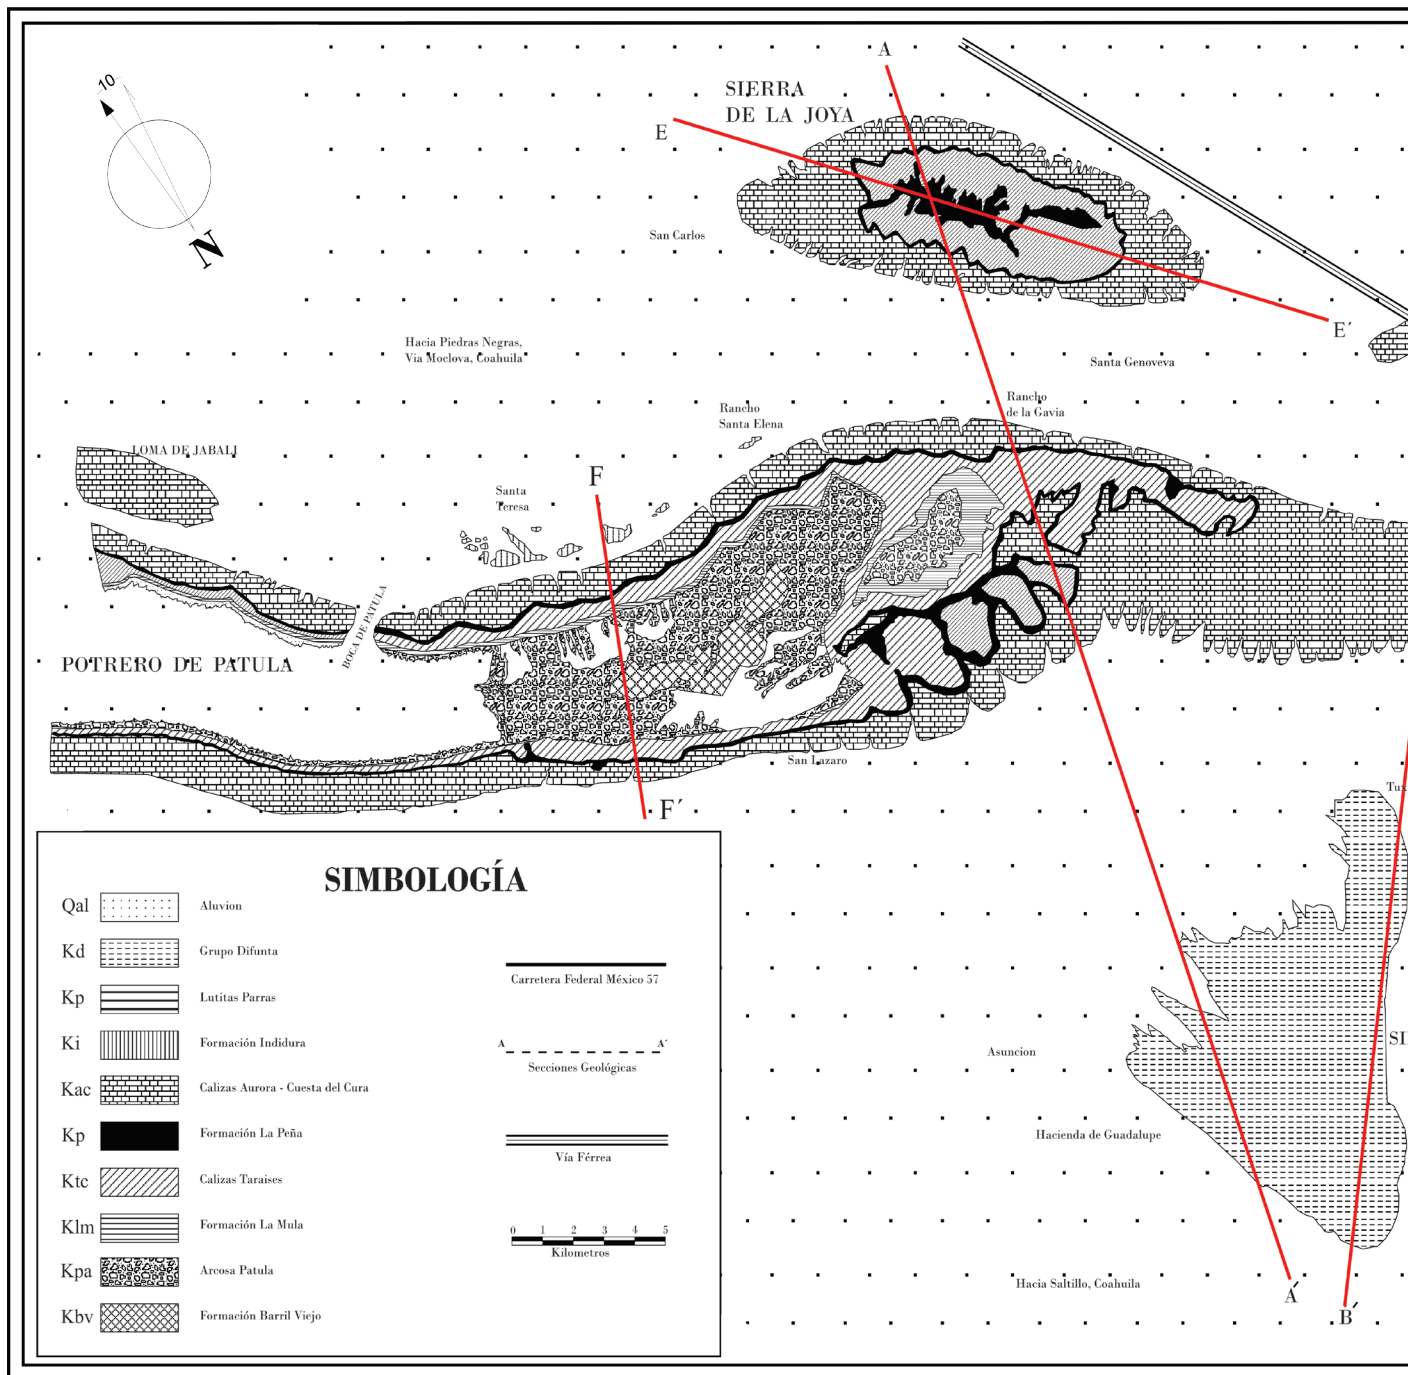 10
N
A
SIERRA
DE LA JOYA
E
San Carlos
E´
Hacia Piedras Negras,
Via Moclova, Coahuila
Santa Genoveva
Rancho
de la Gavia
Rancho
Santa Elena
LOMA DE JABALI
F
Santa
Teresa
BOCA DE PATULA
POTRERO DE PATULA
San Lazaro
F´
Tux
SIMBOLOGÍA
Qal
Aluvion
Kd
Grupo Difunta
Kp
Lutitas Parras
Ki
Formación Indidura
Kac
Calizas Aurora - Cuesta del Cura
Kp
Formación La Peña
Ktc
Calizas Taraises
Klm
Formación La Mula
Kpa
Arcosa Patula
Kbv
Formación Barril Viejo
Carretera Federal México 57
A A´
Secciones Geológicas
Vía Férrea
0 1 2 3 4 5
Kilometros
SI
Asuncion
Hacienda de Guadalupe
Hacia Saltillo, Coahuila
A´
B´